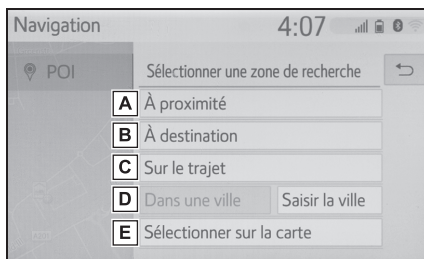 Navigation 4:07
POI Sélectionner une zone de recherche
A À proximité
B À destination
C Sur le trajet
D Dans une ville Saisir la ville
E Sélectionner sur la carte